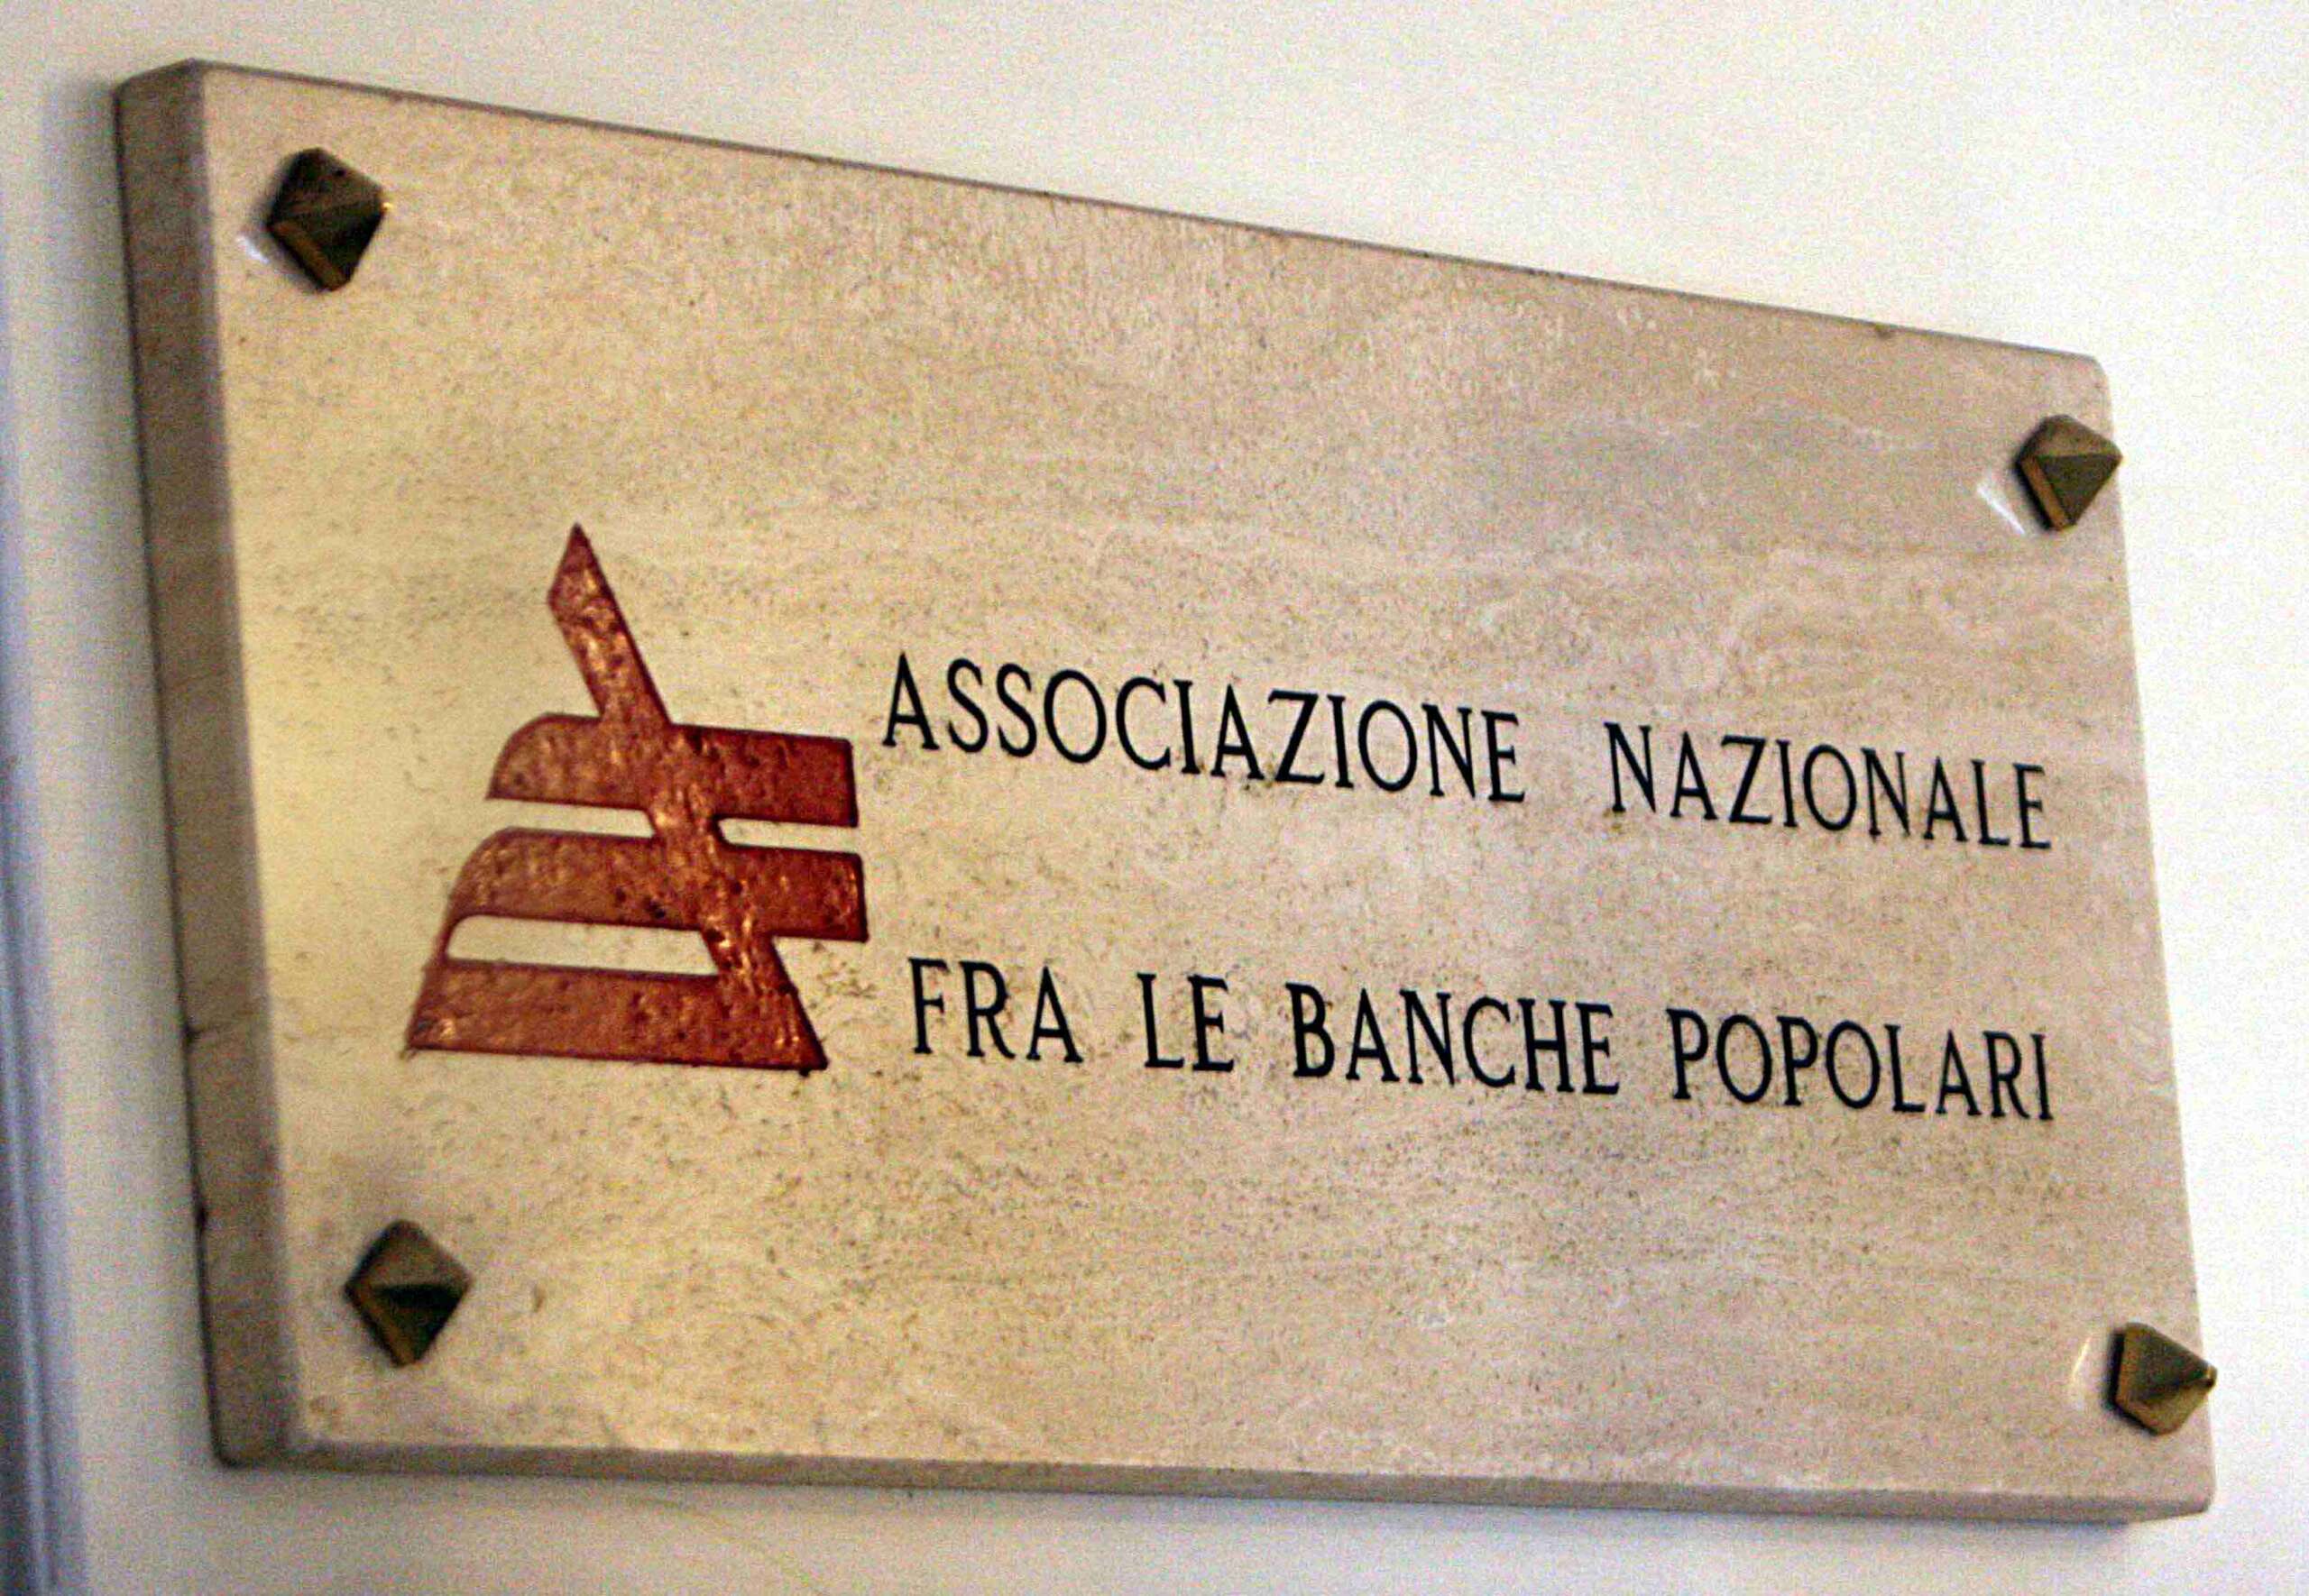 ASSOCIAZIONE NAZIONALE
FRA LE BANCHE POPOLARI